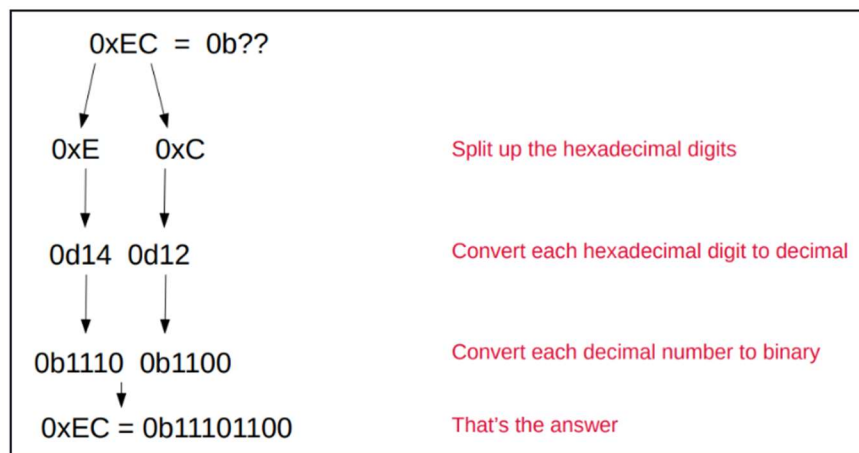 0xEC = 0b??
0xE 0xC Split up the hexadecimal digits
0d14 0d12 Convert each hexadecimal digit to decimal
0b1110 0b1100 Convert each decimal number to binary
0xEC = 0b11101100 That's the answer